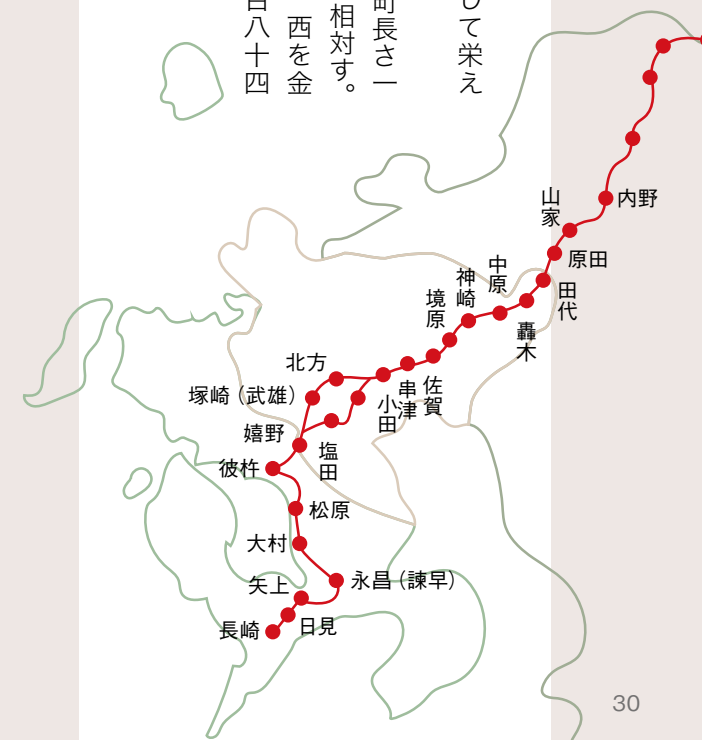 して栄え
町長さ一
相対す。
西を金
百八十四
内野
山家
原田
田代
中原
轟木
神崎
境原
佐賀
串津
小田
北方
塚崎（武雄）
嬉野
塩田
彼杵
松原
大村
永昌（諫早）
矢上
日見
長崎
30